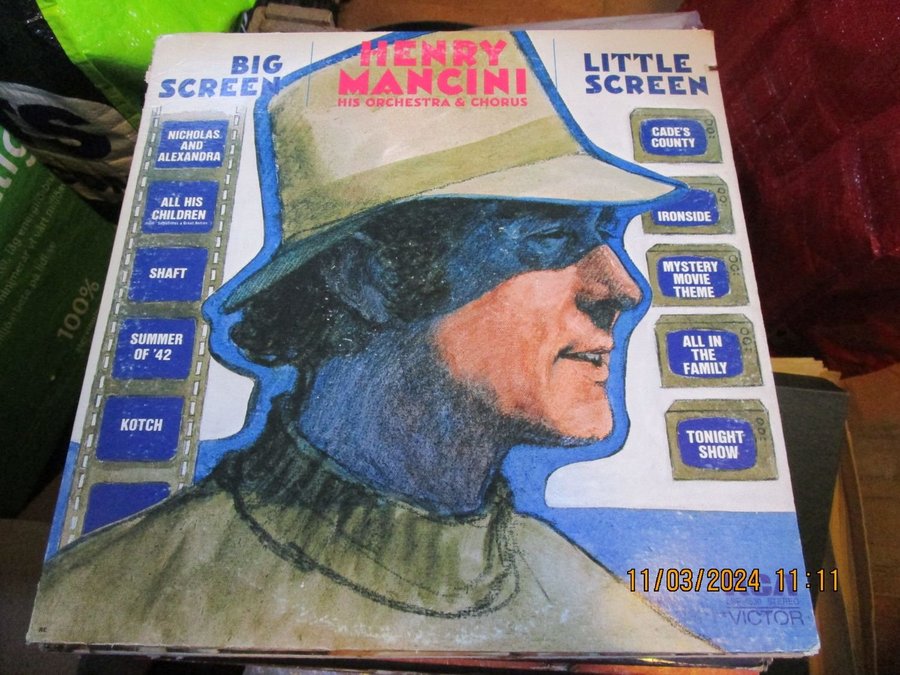 BIG
SCREEN
HENRY
MANCINI
HIS ORCHESTRA & CHORUS
LITTLE
SCREEN
NICHOLAS
AND
ALEXANDRA
ALL HIS
CHILDREN
SHAFT
SUMMER
OF '42
KOTCH
CADE'S
COUNTY
IRONSIDE
MYSTERY
MOVIE
THEME
ALL IN
THE
FAMILY
TONIGHT
SHOW
100%
11/03/2024 11:11
STEREO
VICTOR